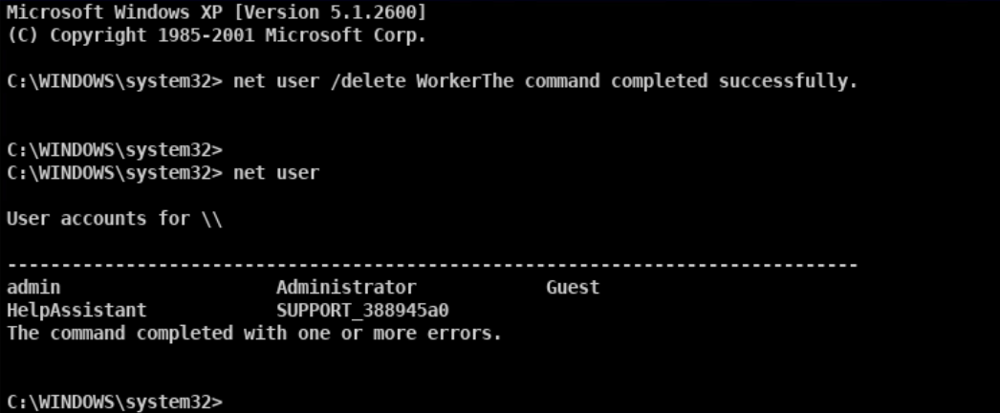 Microsoft Windows XP [Version 5.1.2600]
(C) Copyright 1985-2001 Microsoft Corp.
C:\WINDOWS\system32> net user /delete WorkerThe command completed successfully.
C:\WINDOWS\system32>
C:\WINDOWS\system32> net user
User accounts for \\
-------------------------------------------------------------------------------
admin                    Administrator            Guest
HelpAssistant            SUPPORT_388945a0
The command completed with one or more errors.
C:\WINDOWS\system32>